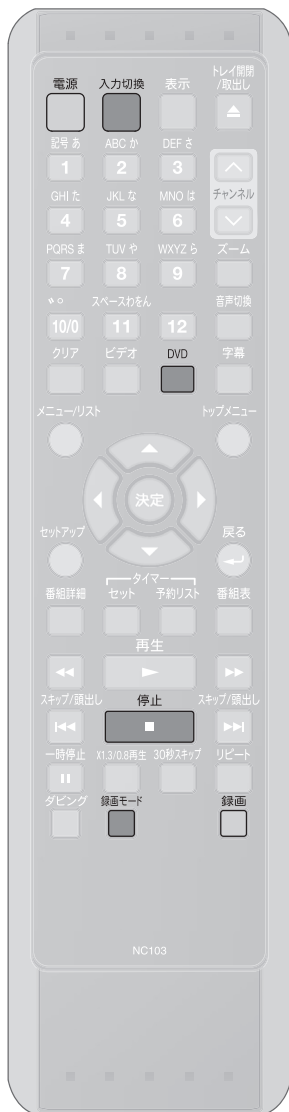 トレイ開閉
電源 入力切換 表示 /取出し
記号 あ ABC か DEF さ
1 2 3
GHI た JKL な MNO は チャンネル
4 5 6
PQRS ま TUV や WXYZ ら ズーム
7 8 9
スペースわをん 音声切換
10/0 11 12
クリア ビデオ DVD 字幕
メニュー/リスト トップメニュー
決定
セットアップ 戻る
タイマー
番組詳細 セット 予約リスト 番組表
再生
スキップ/頭出し 停止 スキップ/頭出し
一時停止 X1.3/0.8再生 30秒スキップ リピート
ダビング 録画モード 録画
NC103